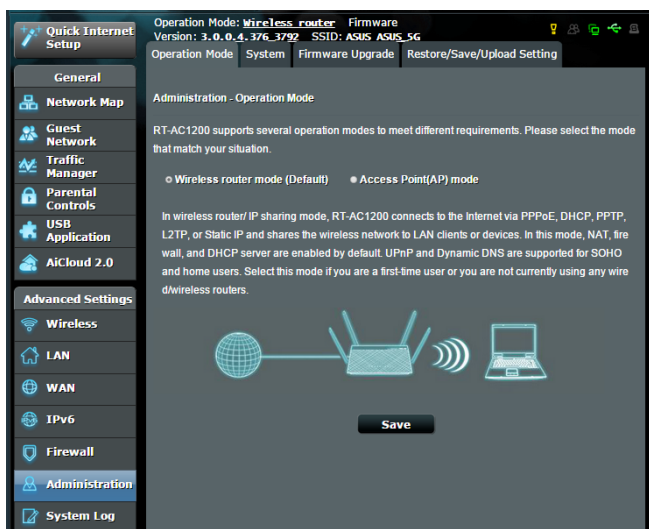 Quick Internet
Setup
General
Network Map
Guest
Network
Traffic
Manager
Parental
Controls
USB
Application
AiCloud 2.0
Advanced Settings
Wireless
LAN
WAN
IPv6
Firewall
Administration
System Log
Operation Mode: Wireless router Firmware
Version: 3.0.0.4.376_3792 SSID: ASUS ASUS_5G
Operation Mode System Firmware Upgrade Restore/Save/Upload Setting
Administration - Operation Mode
RT-AC1200 supports several operation modes to meet different requirements. Please select the mode
that match your situation.
Wireless router mode (Default) Access Point(AP) mode
In wireless router/ IP sharing mode, RT-AC1200 connects to the Internet via PPPoE, DHCP, PPTP,
L2TP, or Static IP and shares the wireless network to LAN clients or devices. In this mode, NAT, fire
wall, and DHCP server are enabled by default. UPnP and Dynamic DNS are supported for SOHO
and home users. Select this mode if you are a first-time user or you are not currently using any wire
d/wireless routers.
Save